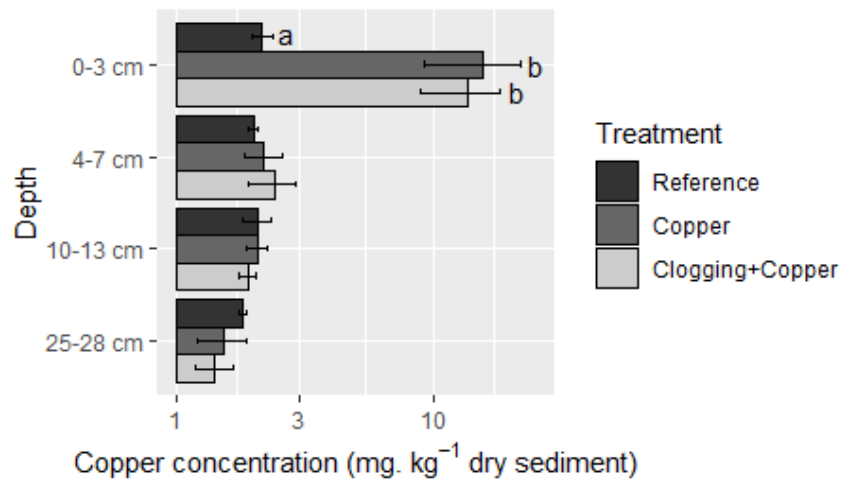 a
0-3 cm
b
b
4-7 cm
10-13 cm
25-28 cm
Depth
1 3 10
Copper concentration (mg. kg⁻¹ dry sediment)
Treatment
Reference
Copper
Clogging+Copper